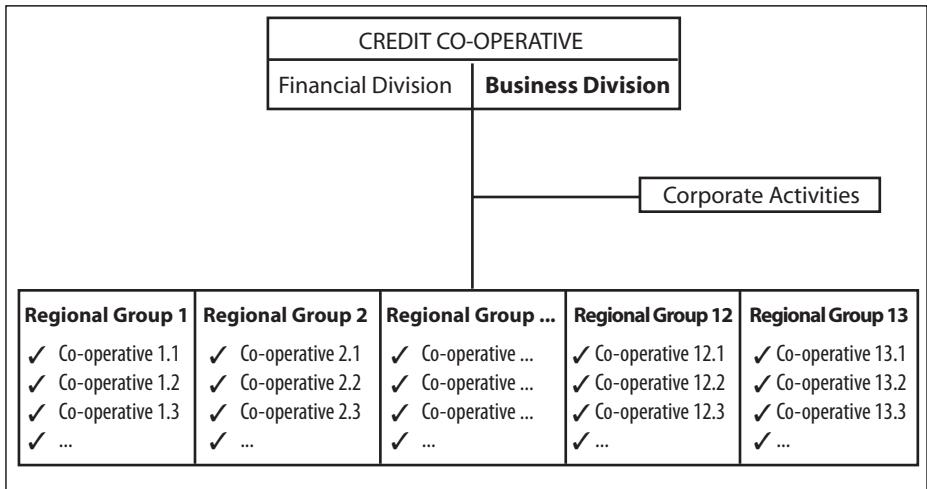 CREDIT CO-OPERATIVE
Financial Division
Business Division
Corporate Activities
Regional Group 1
✓ Co-operative 1.1
✓ Co-operative 1.2
✓ Co-operative 1.3
✓ ...
Regional Group 2
✓ Co-operative 2.1
✓ Co-operative 2.2
✓ Co-operative 2.3
✓ ...
Regional Group ...
✓ Co-operative ...
✓ Co-operative ...
✓ Co-operative ...
✓ ...
Regional Group 12
✓ Co-operative 12.1
✓ Co-operative 12.2
✓ Co-operative 12.3
✓ ...
Regional Group 13
✓ Co-operative 13.1
✓ Co-operative 13.2
✓ Co-operative 13.3
✓ ...